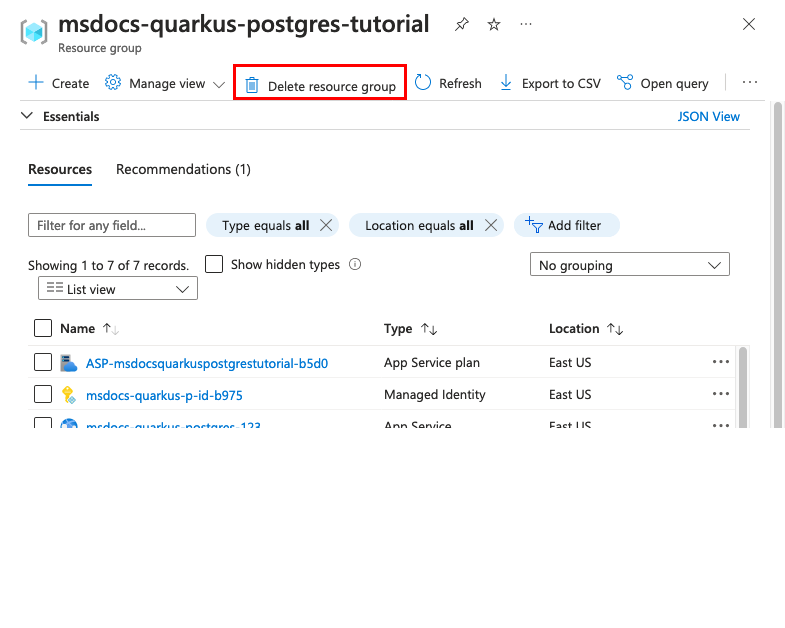 msdocs-quarkus-postgres-tutorial
Resource group
Create Manage view Delete resource group Refresh Export to CSV Open query
Essentials JSON View
Resources Recommendations (1)
Filter for any field... Type equals all Location equals all Add filter
Showing 1 to 7 of 7 records. Show hidden types No grouping
List view
Name Type Location
ASP-msdocsquarkuspostgrestutorial-b5d0 App Service plan East US
msdocs-quarkus-p-id-b975 Managed Identity East US
msdocs-quarkus-postgres-123 App Service East US